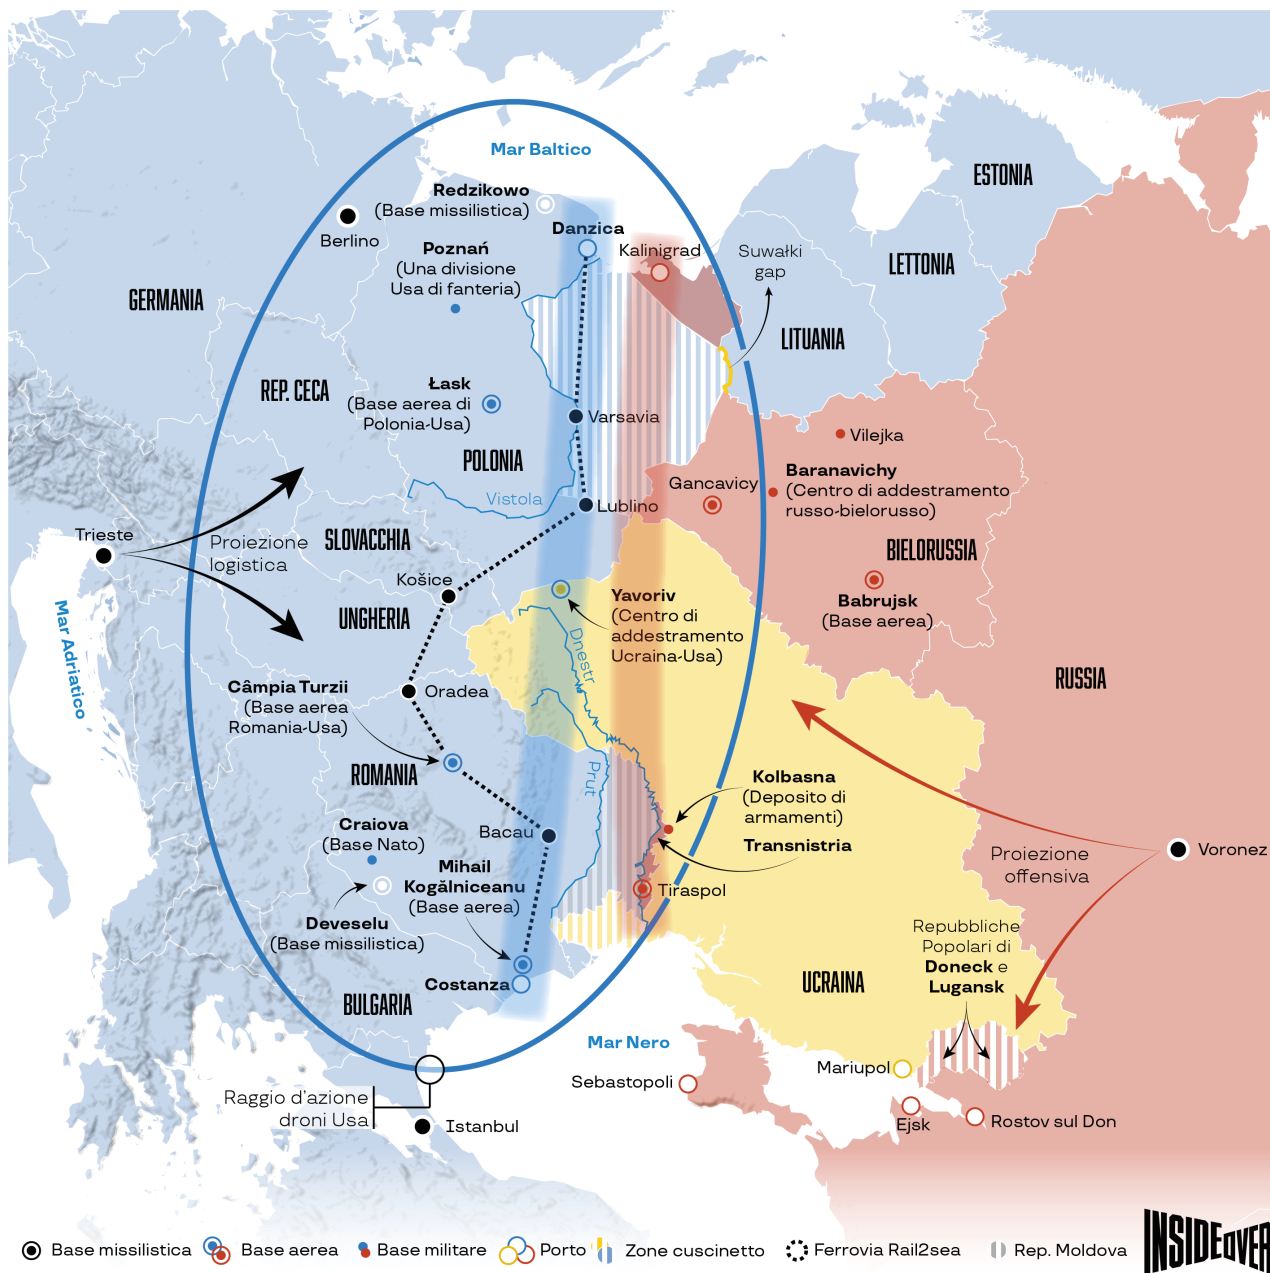 Mar Baltico
ESTONIA
Redzikowo
(Base missilistica)
Berlino
Danzica
Poznań
(Una divisione
Usa di fanteria)
Kalinigrad
Suwałki
gap
LETTONIA
GERMANIA
LITUANIA
REP. CECA
Łask
(Base aerea di
Polonia-Usa)
Varsavia
Vilejka
POLONIA
Baranavichy
(Centro di addestramento
russo-bielorusso)
Gancavicy
Vistola
Lublino
Trieste
Proiezione
logistica
SLOVACCHIA
BIELORUSSIA
Košice
Babrujsk
(Base aerea)
Yavoriv
(Centro di
addestramento
Ucraina-Usa)
UNGHERIA
Mar Adriatico
Dnestr
RUSSIA
Câmpia Turzii
(Base aerea
Romania-Usa)
Oradea
ROMANIA
Prut
Kolbasna
(Deposito di
armamenti)
Transnistria
Craiova
(Base Nato)
Bacau
Mihail
Kogălniceanu
(Base aerea)
Proiezione
offensiva
Voronez
Tiraspol
Deveselu
(Base missilistica)
Repubbliche
Popolari di
Doneck e
Lugansk
Costanza
UCRAINA
BULGARIA
Mar Nero
Mariupol
Sebastopoli
Raggio d'azione
droni Usa
Istanbul
Ejsk
Rostov sul Don
Base missilistica
Base aerea
Base militare
Porto
Zone cuscinetto
Ferrovia Rail2sea
Rep. Moldova
INSIDEOVER